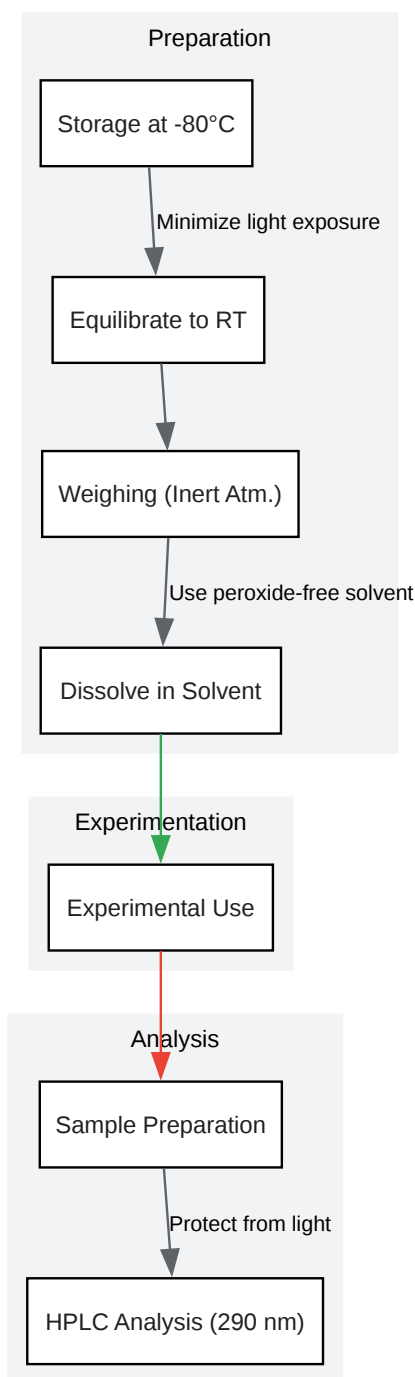 Preparation
Storage at -80°C
Minimize light exposure
Equilibrate to RT
Weighing (Inert Atm.)
Use peroxide-free solvent
Dissolve in Solvent
Experimentation
Experimental Use
Analysis
Sample Preparation
Protect from light
HPLC Analysis (290 nm)